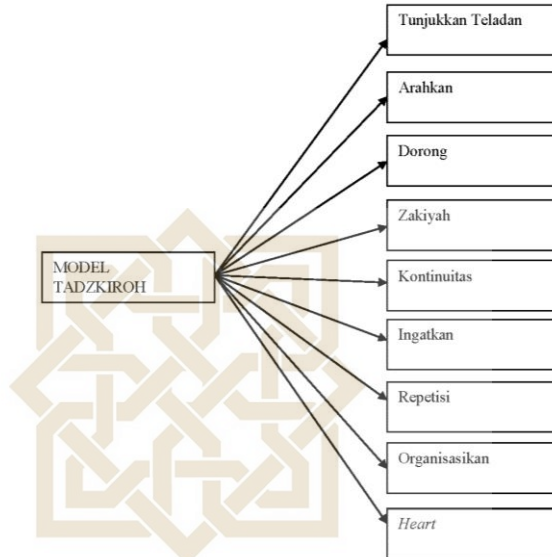 Tunjukkan Teladan
Arahkan
Dorong
Zakiyah
MODEL
TADZKIROH
Kontinuitas
Ingatkan
Repetisi
Organisasikan
Heart